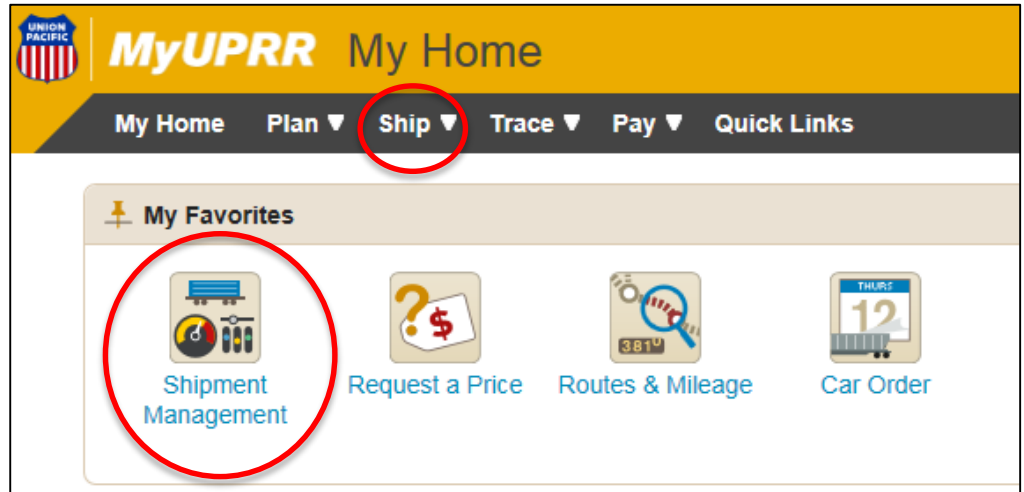 UNION
PACIFIC
MyUPRR My Home
My Home Plan ▼ Ship ▼ Trace ▼ Pay ▼ Quick Links
My Favorites
? $
381⁰
THURS
12
Shipment
Management
Request a Price
Routes & Mileage
Car Order